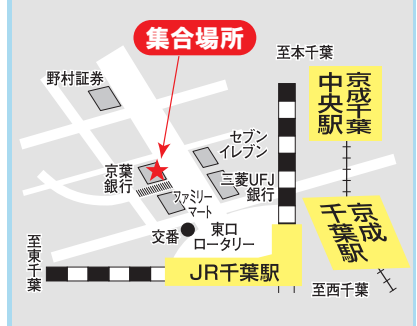 集合場所
至本千葉
野村証券
京成千葉
中央駅
セブン
イレブン
京葉
銀行
三菱UFJ
銀行
ファミリー
マート
京成
千葉駅
交番
東口
ロータリー
至東千葉
JR千葉駅
至西千葉